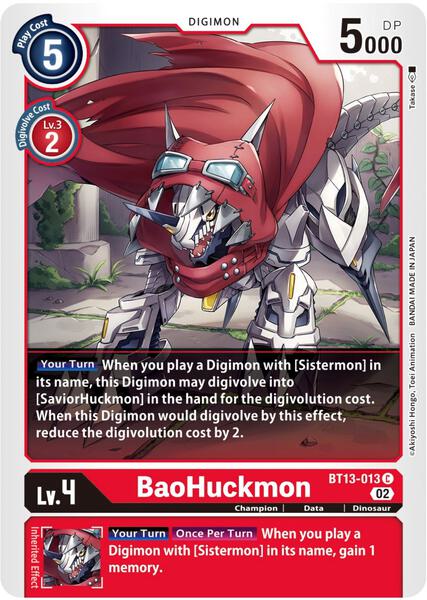 Play Cost
5
DIGIMON
DP
5000
Digivolve Cost
Lv.3
2
Takase
©Akiyoshi Hongo, Toei Animation BANDAI MADE IN JAPAN
Your Turn When you play a Digimon with [Sistermon] in
its name, this Digimon may digivolve into
[SaviorHuckmon] in the hand for the digivolution cost.
When this Digimon would digivolve by this effect,
reduce the digivolution cost by 2.
Lv.4
BaoHuckmon
BT13-013 C
02
Champion | Data | Dinosaur
Inherited Effect
Your Turn Once Per Turn When you play a
Digimon with [Sistermon] in its name, gain 1
memory.